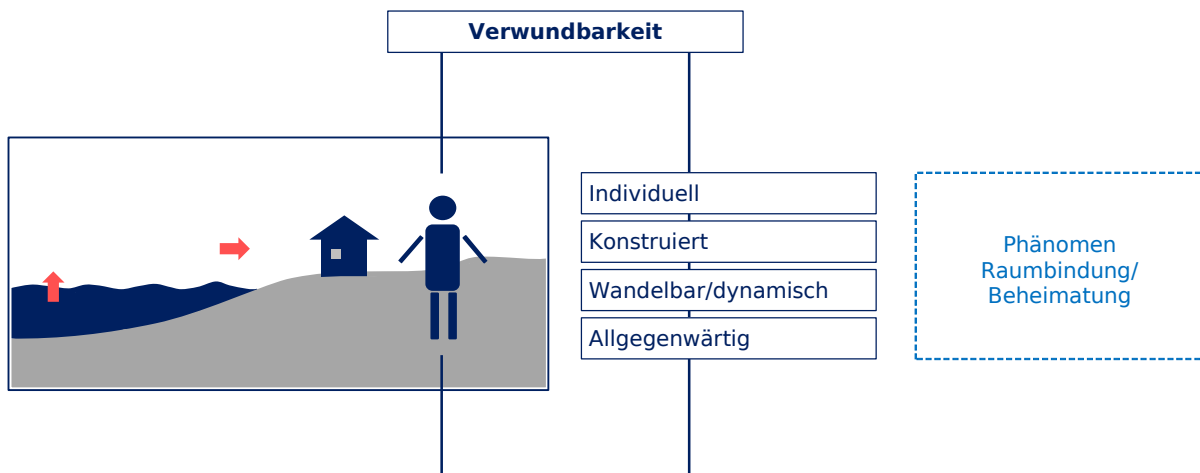 Verwundbarkeit
Individuell
Konstruiert
Wandelbar/dynamisch
Allgegenwärtig
Phänomen
Raumbindung/
Beheimatung